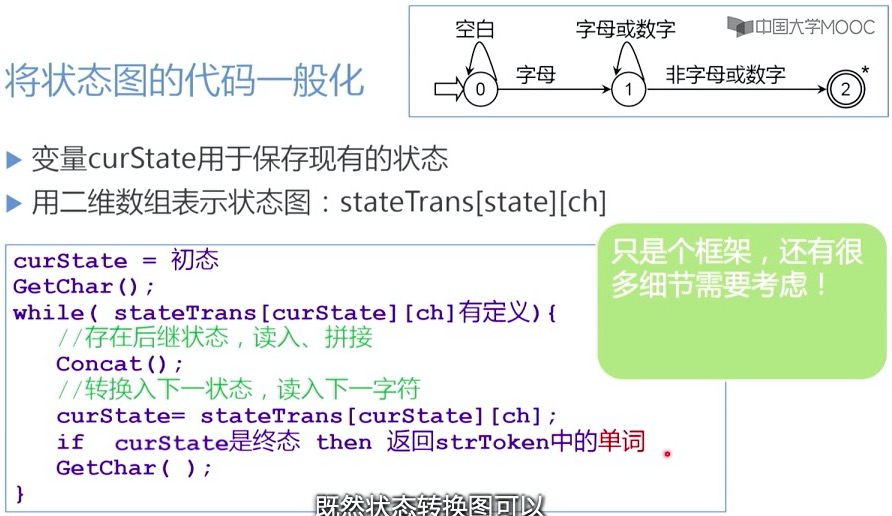 中国大学MOOC
空白
字母或数字
字母
非字母或数字
0
1
2
*
将状态图的代码一般化
变量curState用于保存现有的状态
用二维数组表示状态图：stateTrans[state][ch]
只是个框架，还有很
多细节需要考虑！
curState = 初态
GetChar();
while( stateTrans[curState][ch]有定义){
//存在后继状态，读入、拼接
Concat();
//转换入下一状态，读入下一字符
curState= stateTrans[curState][ch];
if curState是终态 then 返回strToken中的单词
GetChar( );
}
既然状态转换图可以